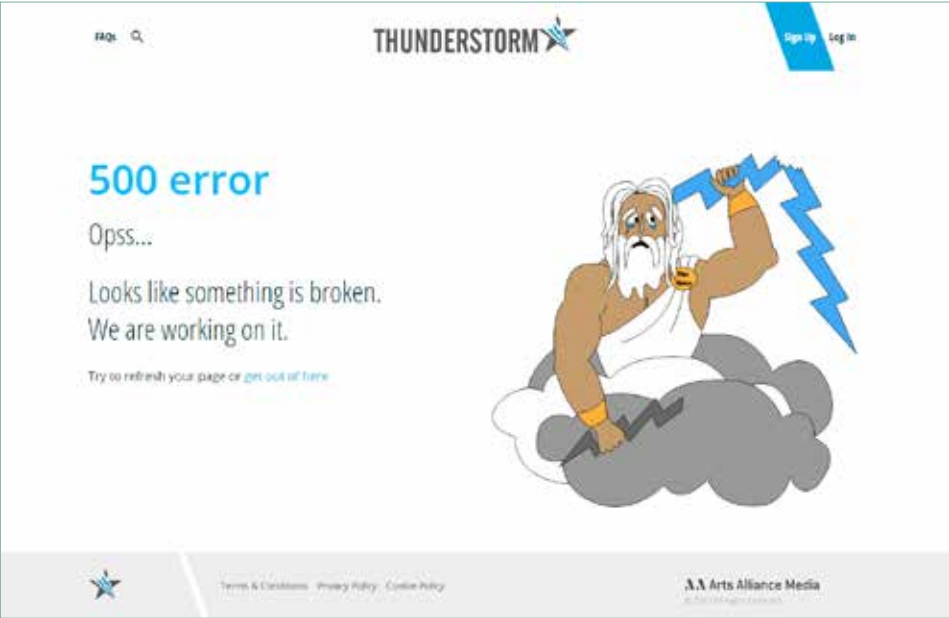 FAQs
THUNDERSTORM
Sign Up
Log In
500 error
Opss...
Looks like something is broken.
We are working on it.
Try to refresh your page or get out of here
Terms & Conditions Privacy Policy Cookie Policy
AA Arts Alliance Media